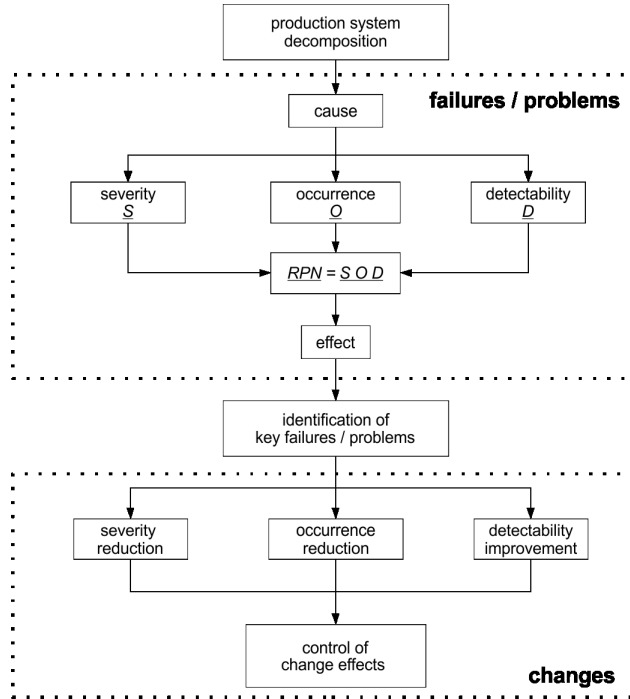 production system
decomposition
failures / problems
cause
severity
S
occurrence
O
detectability
D
RPN = S O D
effect
identification of
key failures / problems
severity
reduction
occurrence
reduction
detectability
improvement
control of
change effects
changes